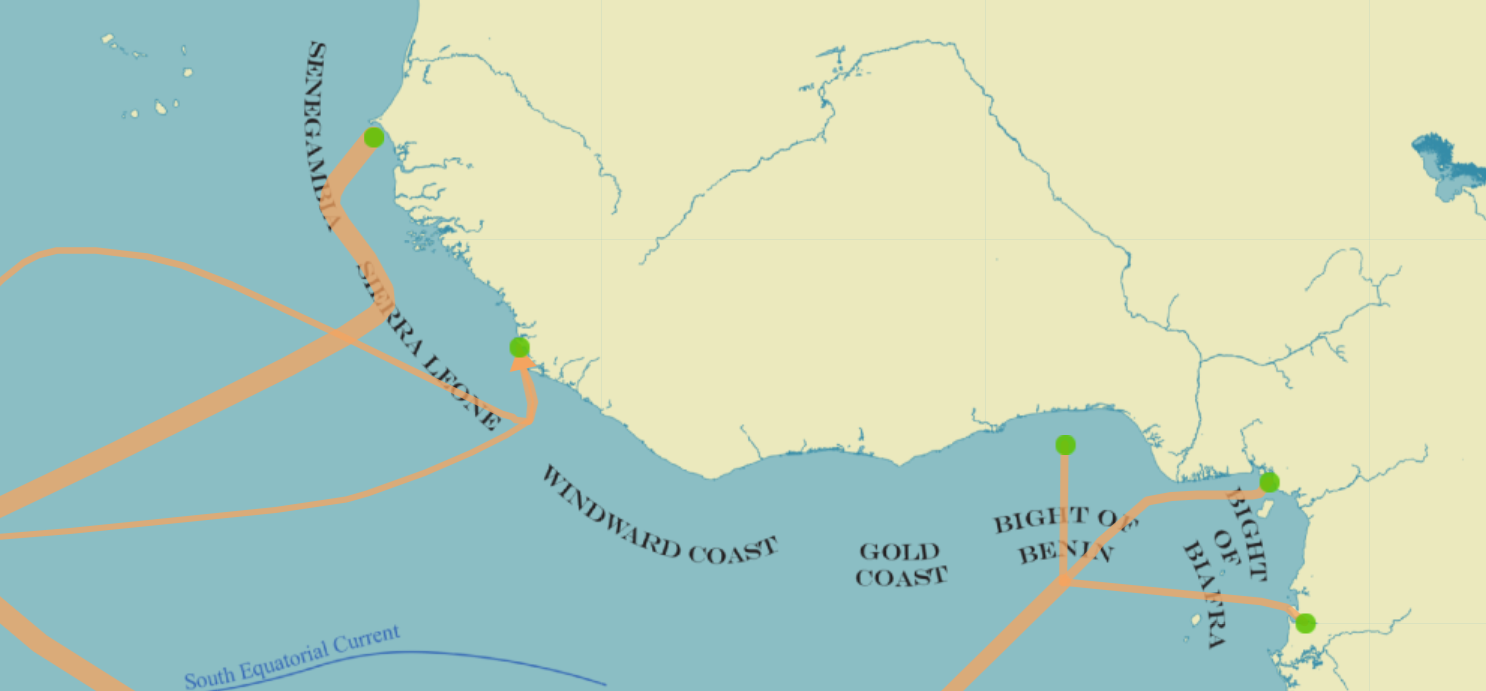 SENEGAMBIA
SIERRA LEONE
WINDWARD COAST
GOLD
COAST
BIGHT OF
BENIN
BIGHT
OF
BIAFRA
South Equatorial Current